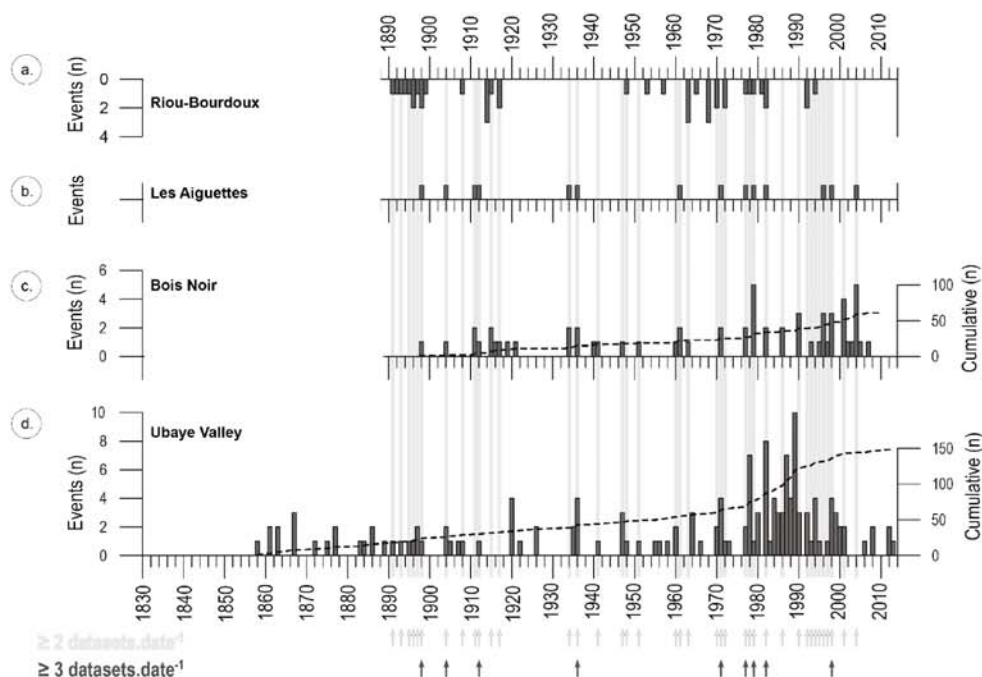 1890 1900 1910 1920 1930 1940 1950 1960 1970 1980 1990 2000 2010
a.
Events (n)
0
2
4
Riou-Bourdoux
b.
Events
Les Aiguettes
c.
Events (n)
6
4
2
0
Bois Noir
100
50
0
Cumulative (n)
d.
Events (n)
10
8
6
4
2
0
Ubaye Valley
150
100
50
0
Cumulative (n)
1830 1840 1850 1860 1870 1880 1890 1900 1910 1920 1930 1940 1950 1960 1970 1980 1990 2000 2010
≥ 2 datasets.date⁻¹
≥ 3 datasets.date⁻¹